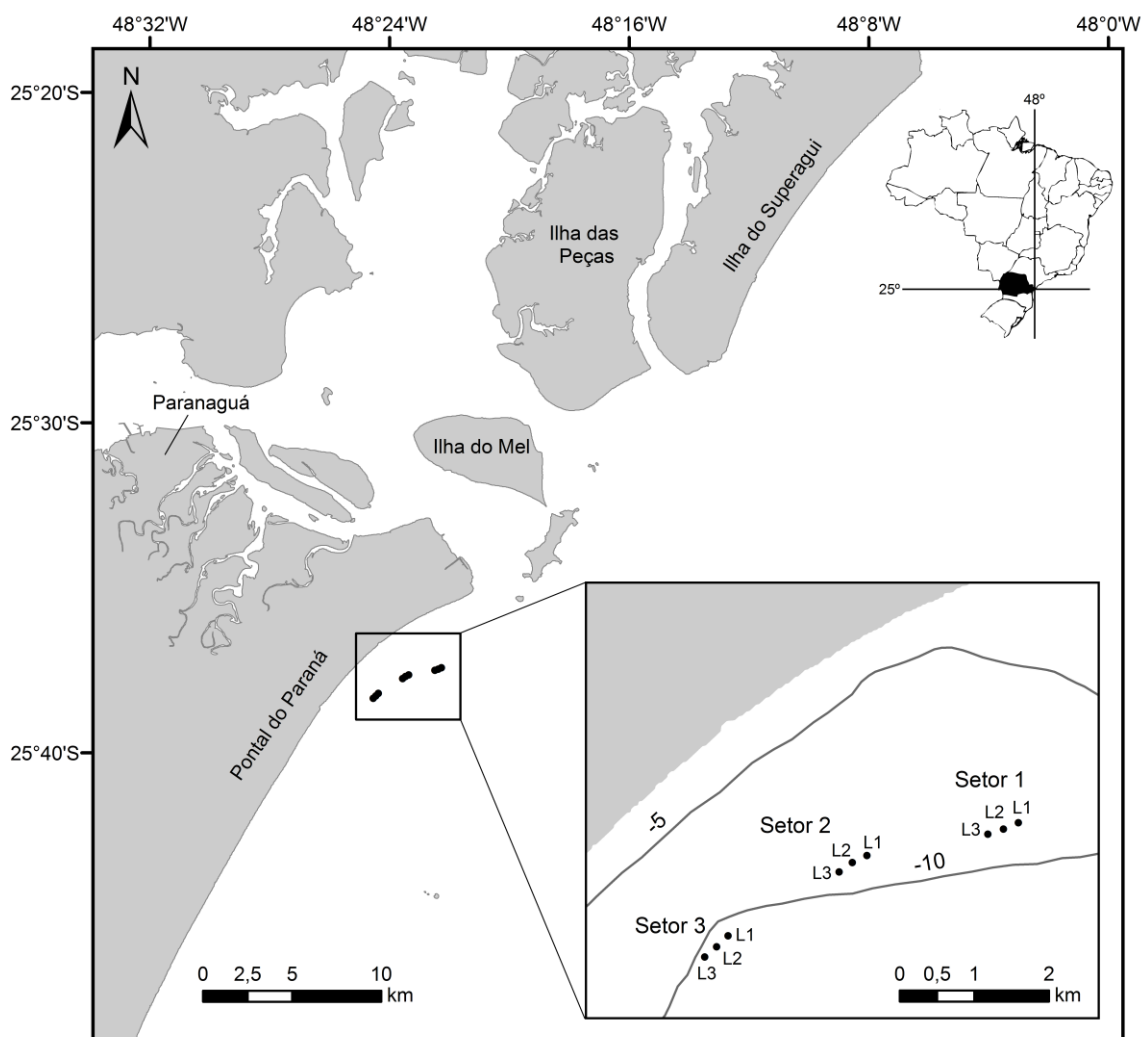 48°32'W
48°24'W
48°16'W
48°8'W
48°0'W
25°20'S
N
48º
Ilha do Superagui
Ilha das
Peças
25º
25°30'S
Paranaguá
Ilha do Mel
25°40'S
Pontal do Paraná
Setor 1
L1
L2
L3
-5
Setor 2
L1
L2
L3
-10
Setor 3
L1
L2
L3
0 2,5 5 10
km
0 0,5 1 2
km